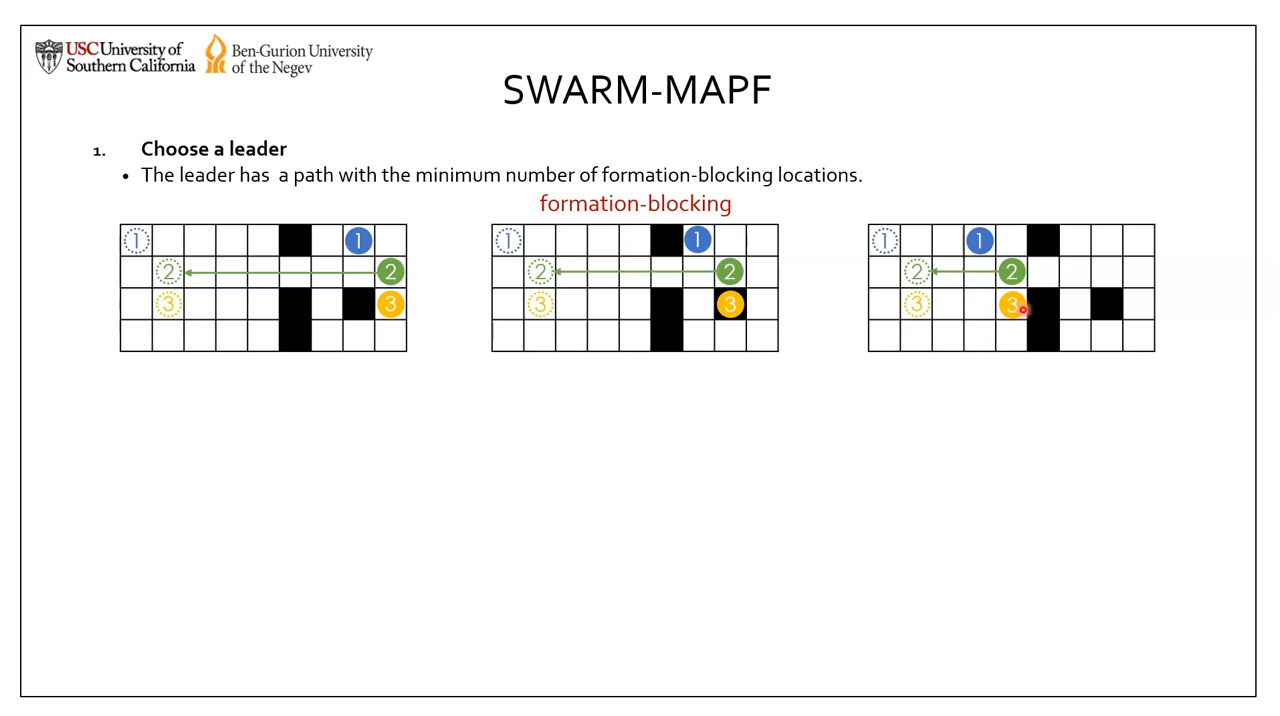 USC University of Southern California
Ben-Gurion University of the Negev
SWARM-MAPF
1. Choose a leader
• The leader has a path with the minimum number of formation-blocking locations.
formation-blocking
1 1 1 1 1 1
2 2 2 2 2 2
3 3 3 3 3 3